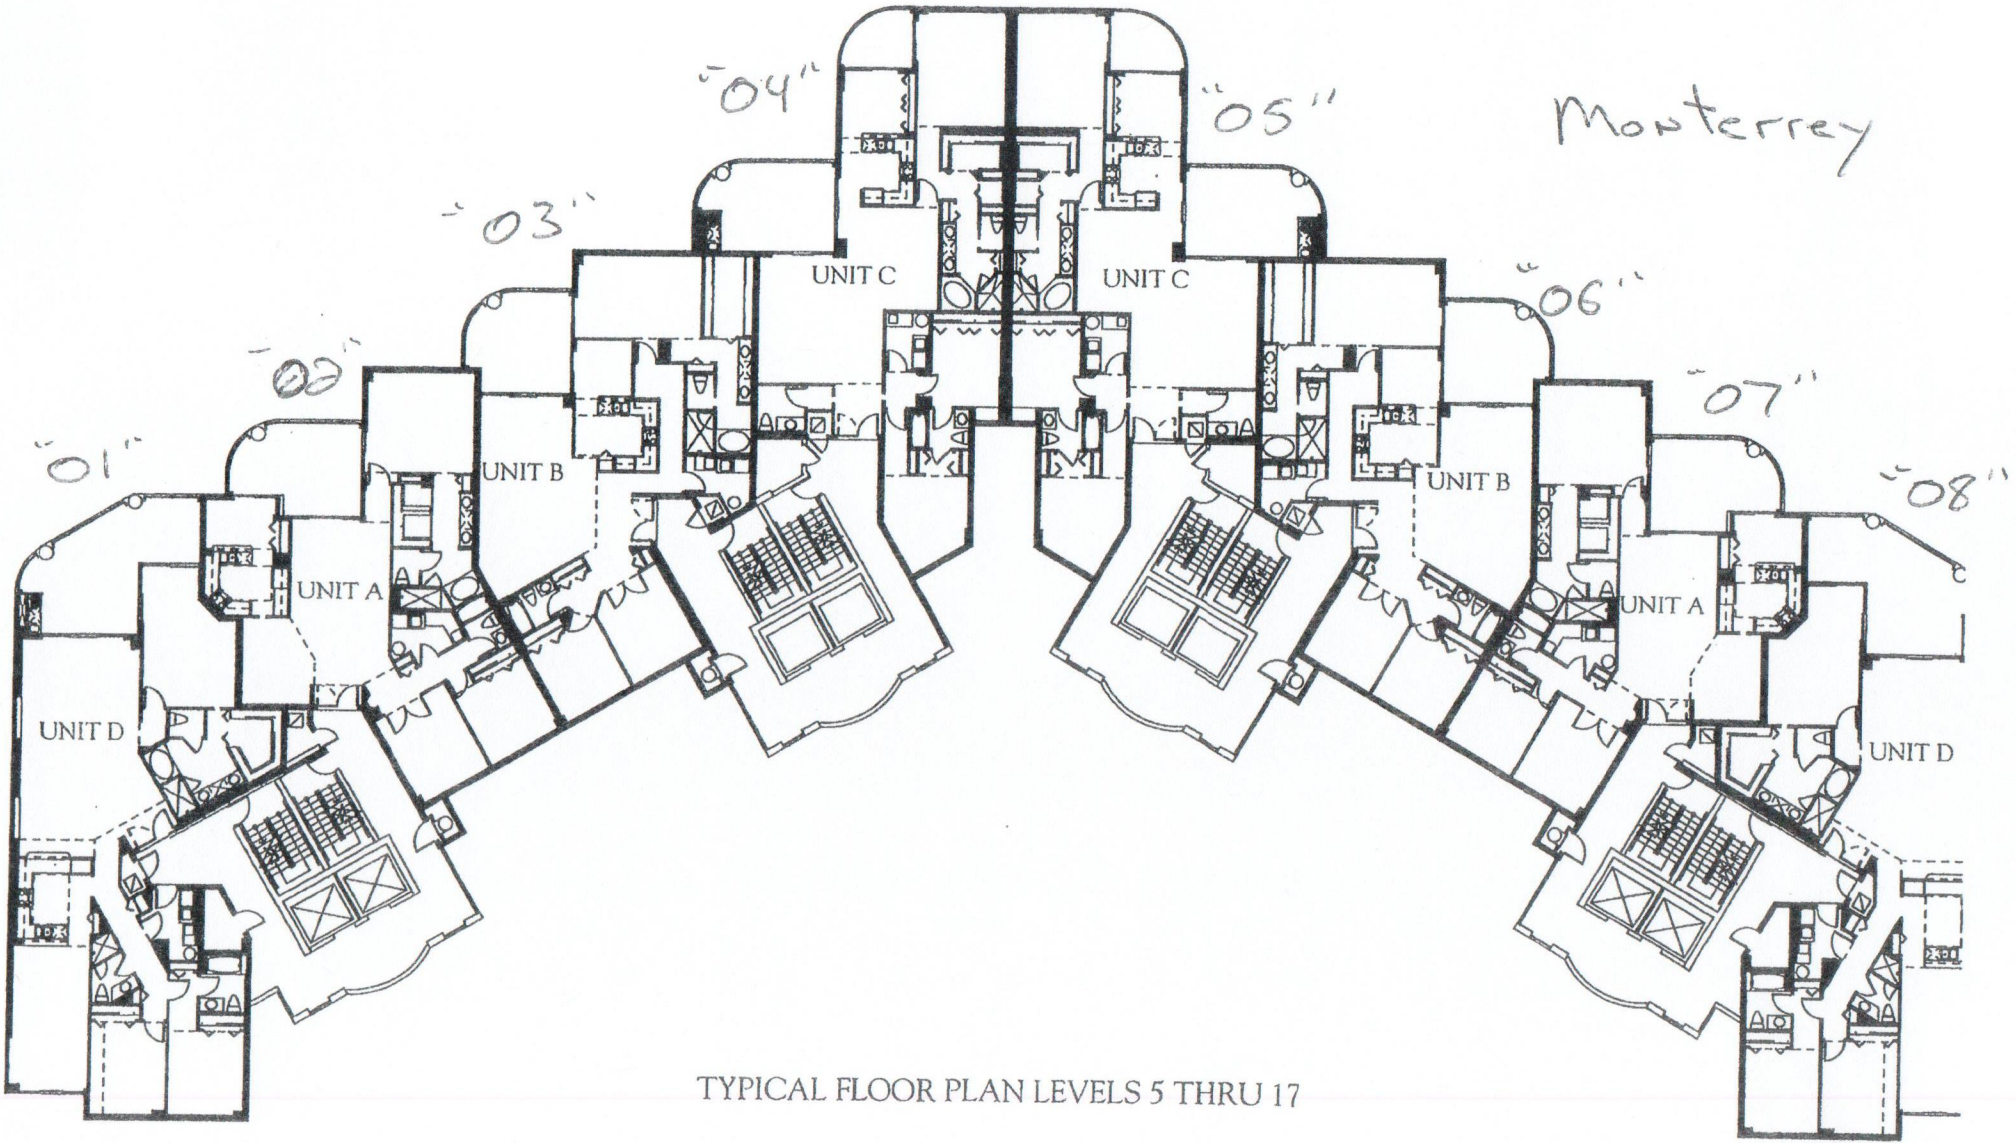 "04"
"05"
Monterrey
"03"
"06"
"02"
"07"
"01"
"08"
UNIT C
UNIT C
UNIT B
UNIT B
UNIT A
UNIT A
UNIT D
UNIT D
TYPICAL FLOOR PLAN LEVELS 5 THRU 17